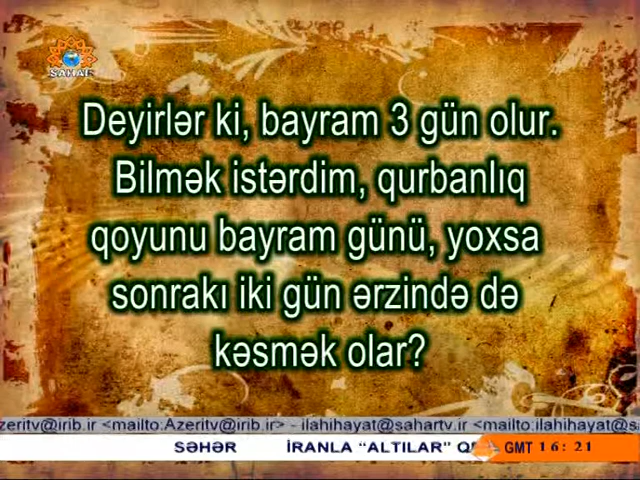 SAHAR
Deyirlər ki, bayram 3 gün olur.
Bilmək istərdim, qurbanlıq
qoyunu bayram günü, yoxsa
sonrakı iki gün ərzində də
kəsmək olar?
zeritv@irib.ir <mailto:Azeritv@irib.ir> - ilahihayat@sahartv.ir <mailto:ilahihayat@sa
SƏHƏR İRANLA “ALTILAR” GMT 16: 21